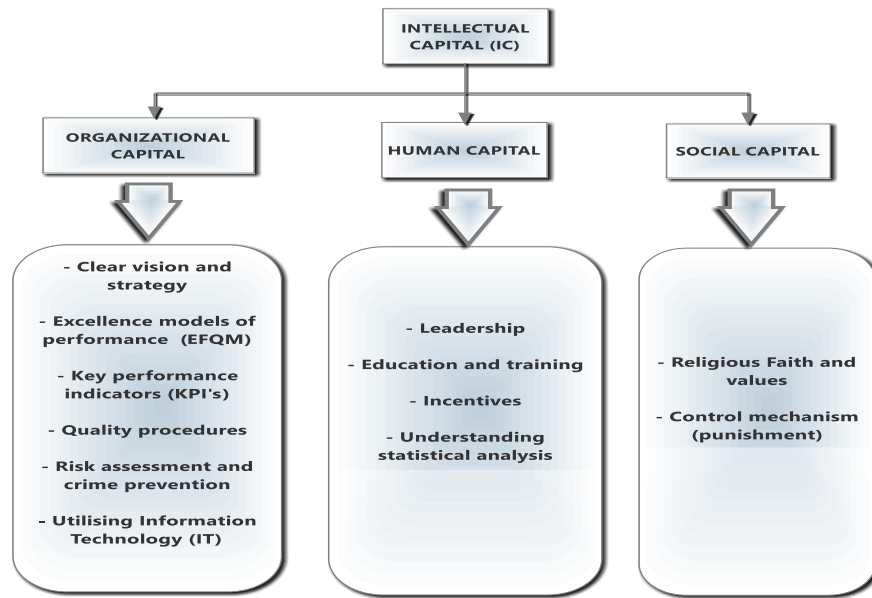 INTELLECTUAL
CAPITAL (IC)
ORGANIZATIONAL
CAPITAL
HUMAN CAPITAL
SOCIAL CAPITAL
- Clear vision and
strategy
- Excellence models of
performance (EFQM)
- Key performance
indicators (KPI's)
- Quality procedures
- Risk assessment and
crime prevention
- Utilising Information
Technology (IT)
- Leadership
- Education and training
- Incentives
- Understanding
statistical analysis
- Religious Faith and
values
- Control mechanism
(punishment)